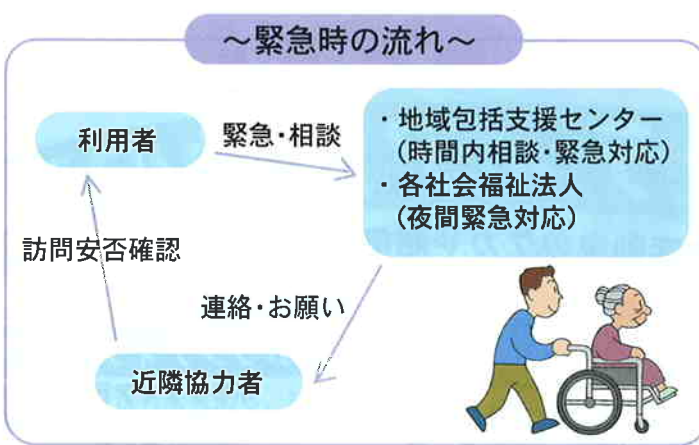 ～緊急時の流れ～
利用者
緊急・相談
・地域包括支援センター
（時間内相談・緊急対応）
・各社会福祉法人
（夜間緊急対応）
訪問安否確認
連絡・お願い
近隣協力者